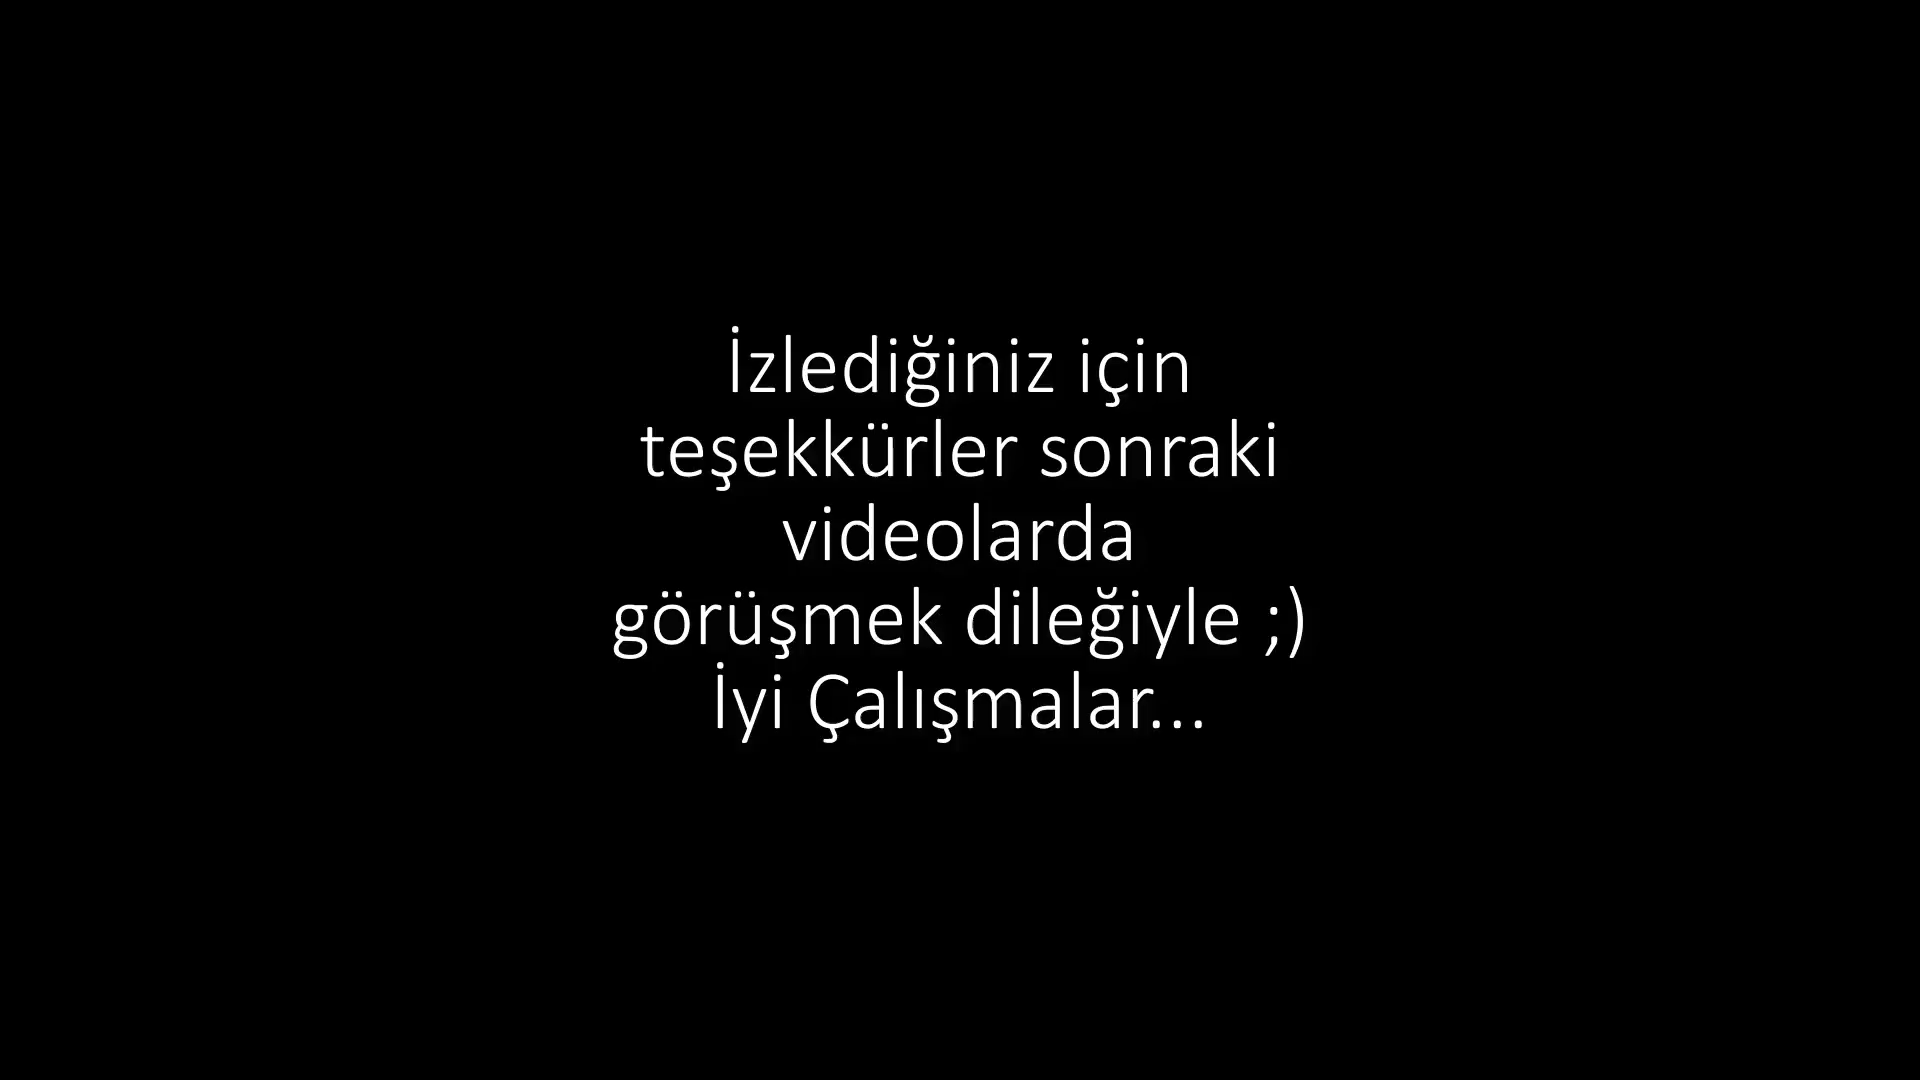 İzlediğiniz için
teşekkürler sonraki
videolarda
görüşmek dileğiyle ;)
İyi Çalışmalar...